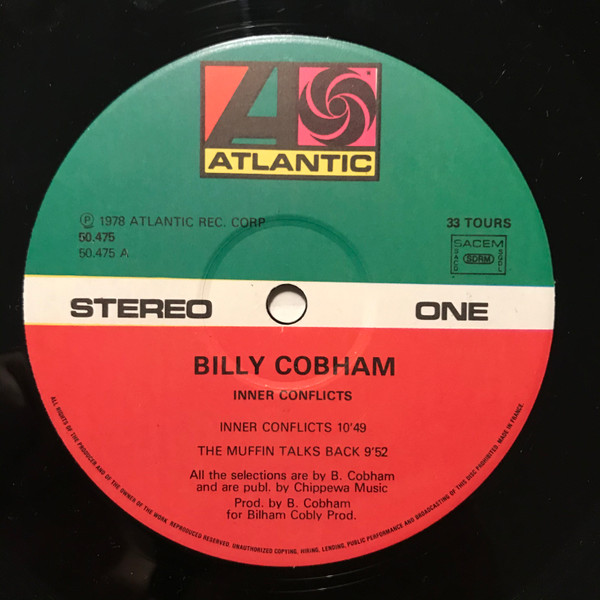 ATLANTIC
℗ 1978 ATLANTIC REC. CORP.
50.475
50.475 A
33 TOURS
SACEM
SDRM
STEREO
ONE
BILLY COBHAM
INNER CONFLICTS
INNER CONFLICTS 10'49
THE MUFFIN TALKS BACK 9'52
All the selections are by B. Cobham
and are publ. by Chippewa Music
Prod. by B. Cobham
for Bilham Cobly Prod.
ALL RIGHTS OF THE PRODUCER AND OF THE OWNER OF THE WORK REPRODUCED RESERVED. UNAUTHORIZED COPYING, HIRING, LENDING, PUBLIC PERFORMANCE AND BROADCASTING OF THIS DISC PROHIBITED. MADE IN FRANCE.